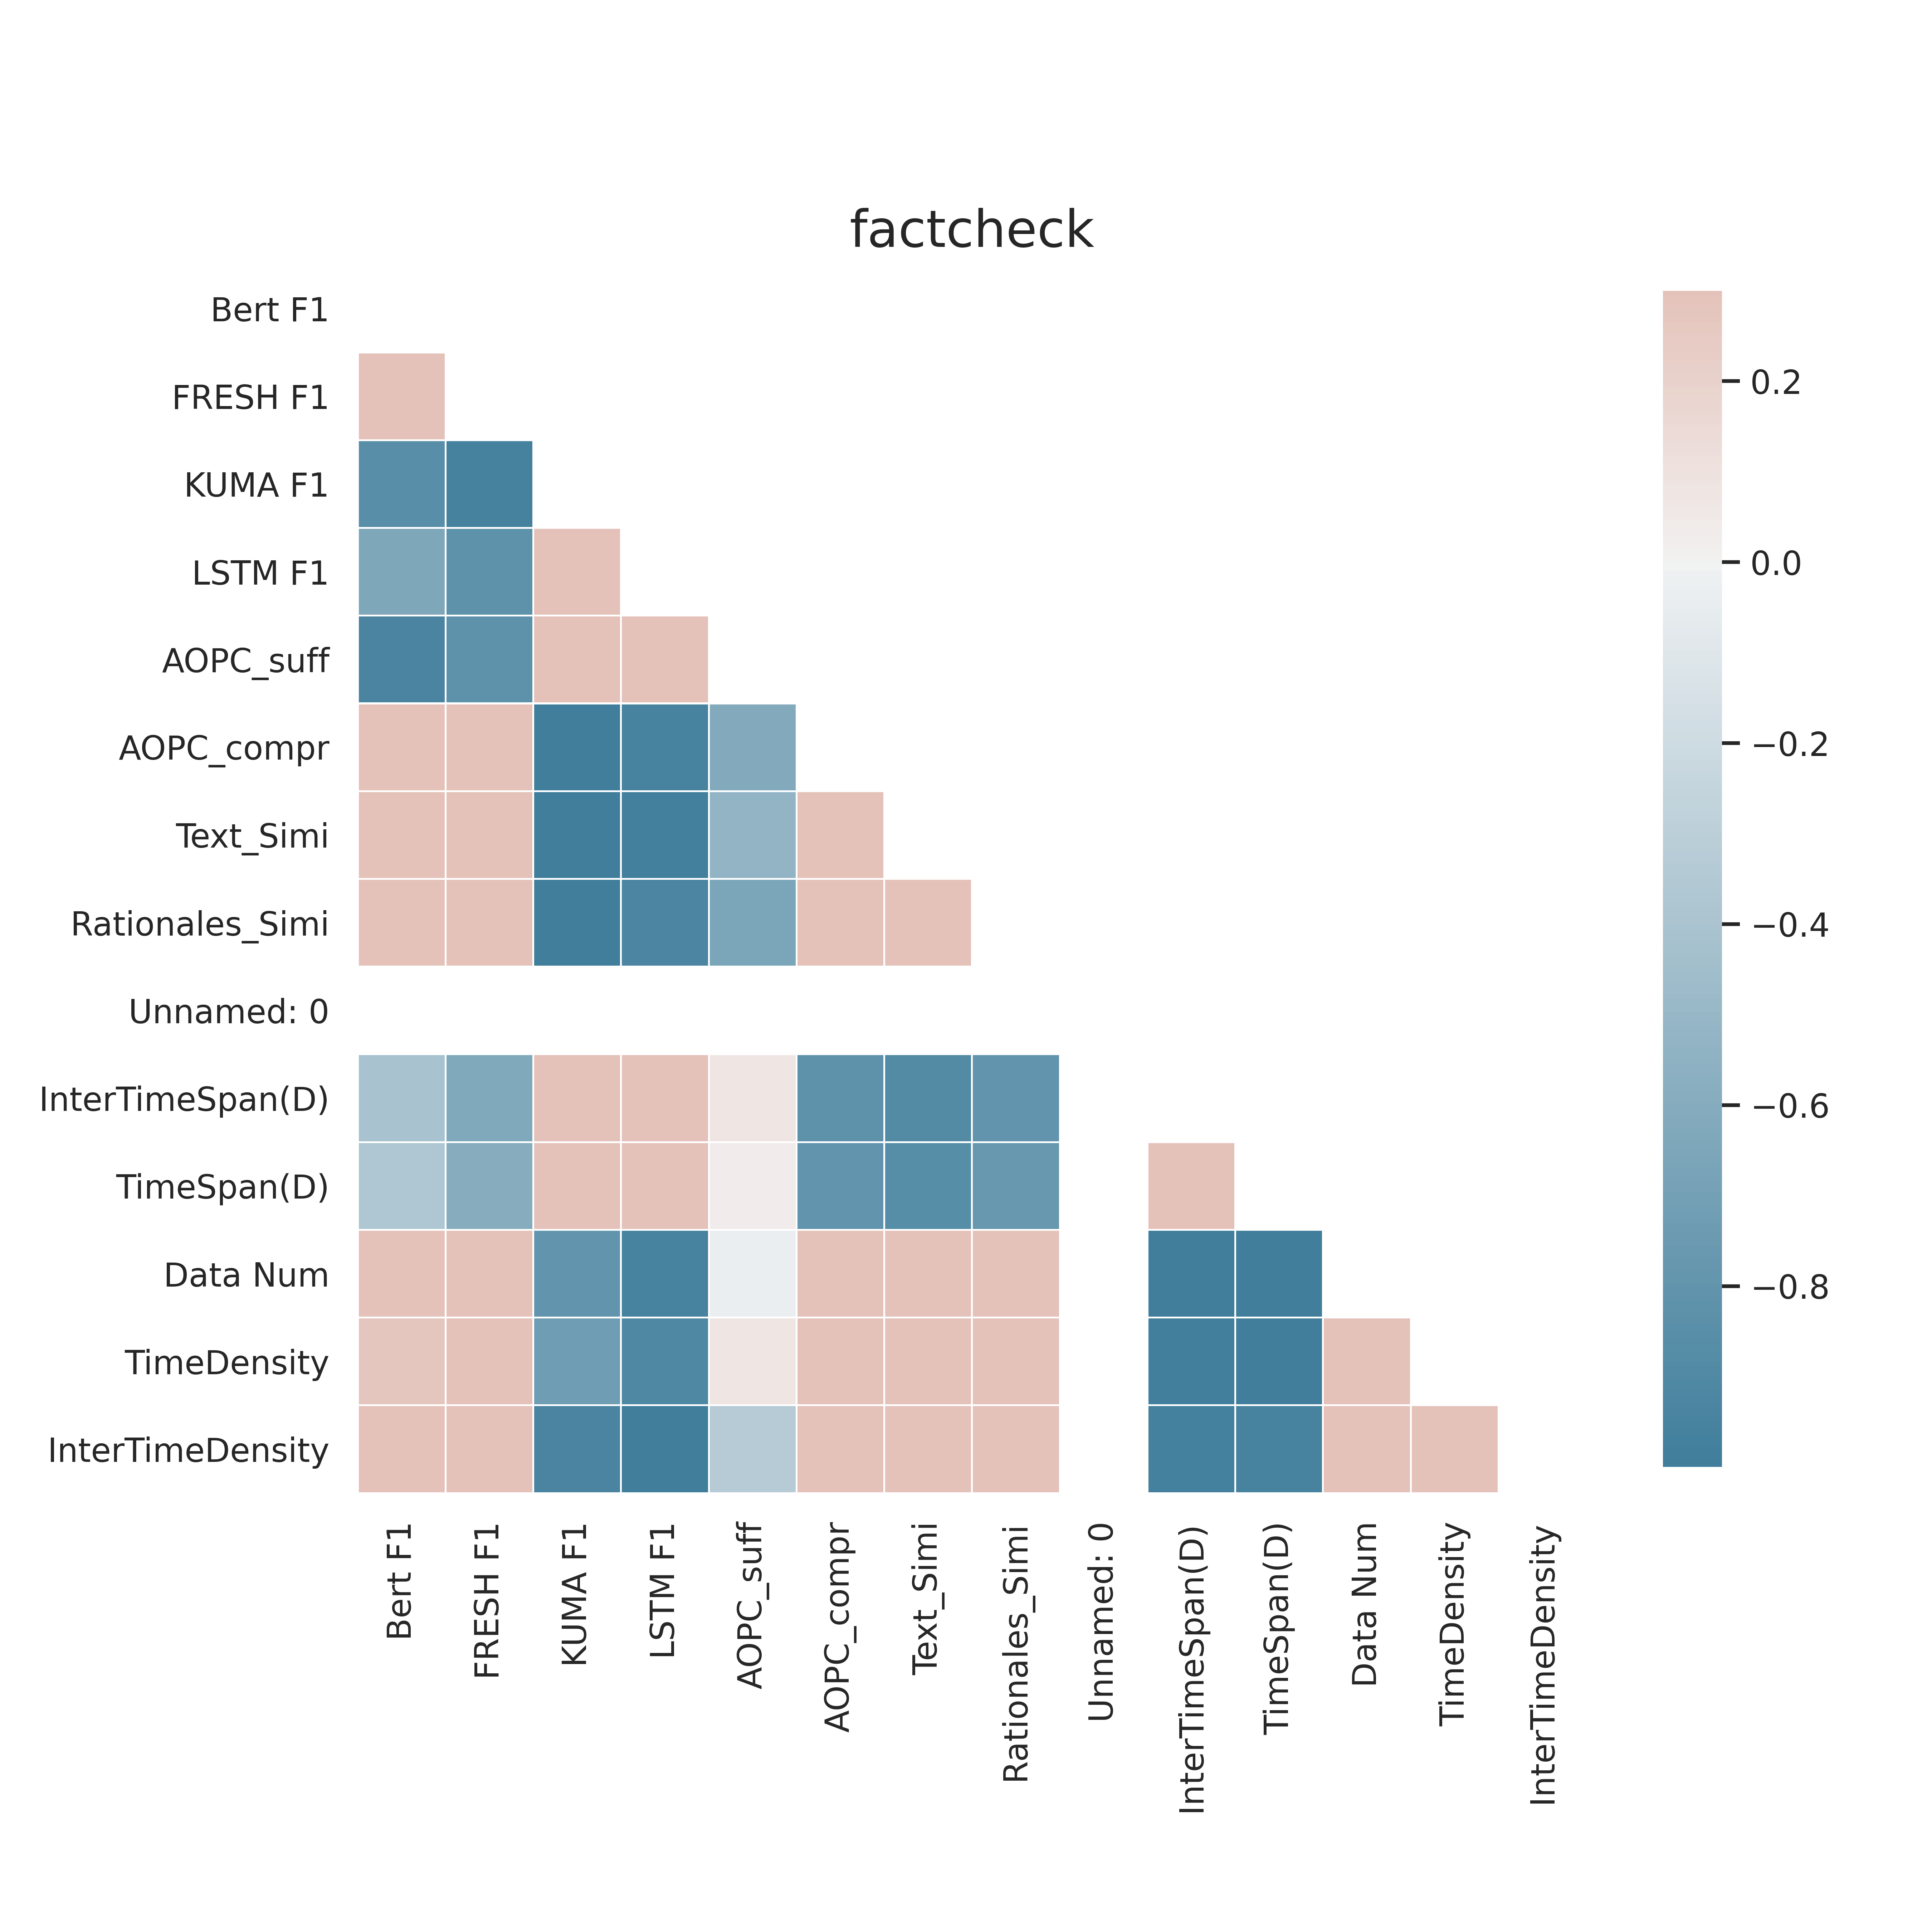 factcheck
Bert F1
FRESH F1
KUMA F1
LSTM F1
AOPC_suff
AOPC_compr
Text_Simi
Rationales_Simi
Unnamed: 0
InterTimeSpan(D)
TimeSpan(D)
Data Num
TimeDensity
InterTimeDensity
0.2
0.0
−0.2
−0.4
−0.6
−0.8
Bert F1
FRESH F1
KUMA F1
LSTM F1
AOPC_suff
AOPC_compr
Text_Simi
Rationales_Simi
Unnamed: 0
InterTimeSpan(D)
TimeSpan(D)
Data Num
TimeDensity
InterTimeDensity